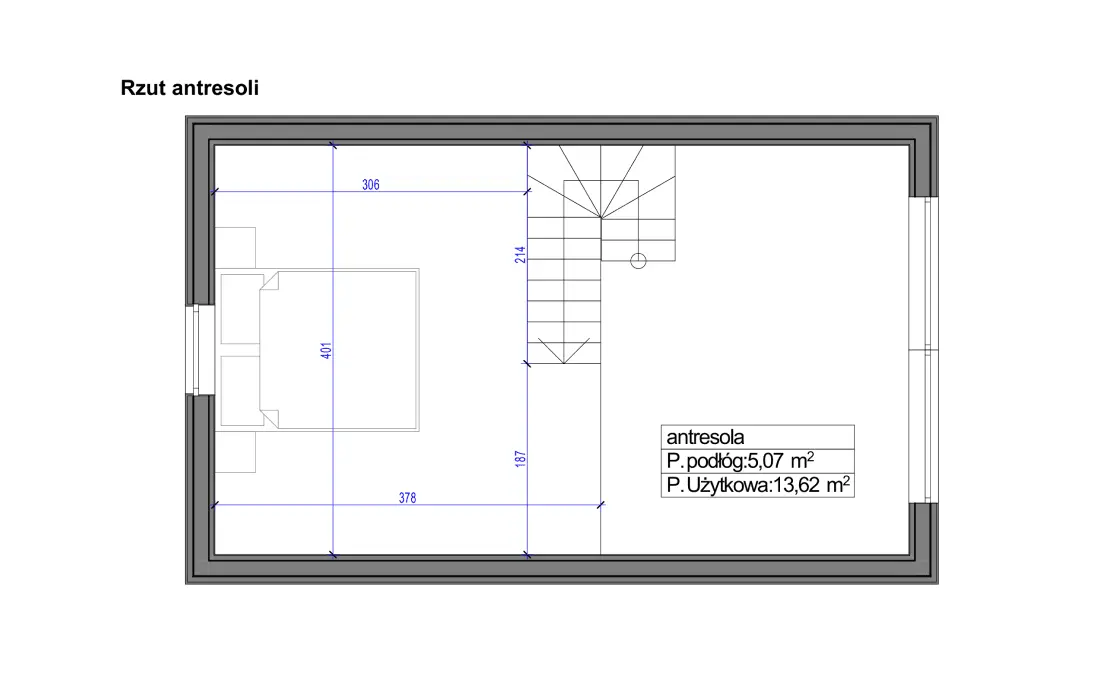 Rzut antresoli
306
214
401
187
378
antresola
P.podłóg:5,07 m²
P.Użytkowa:13,62 m²